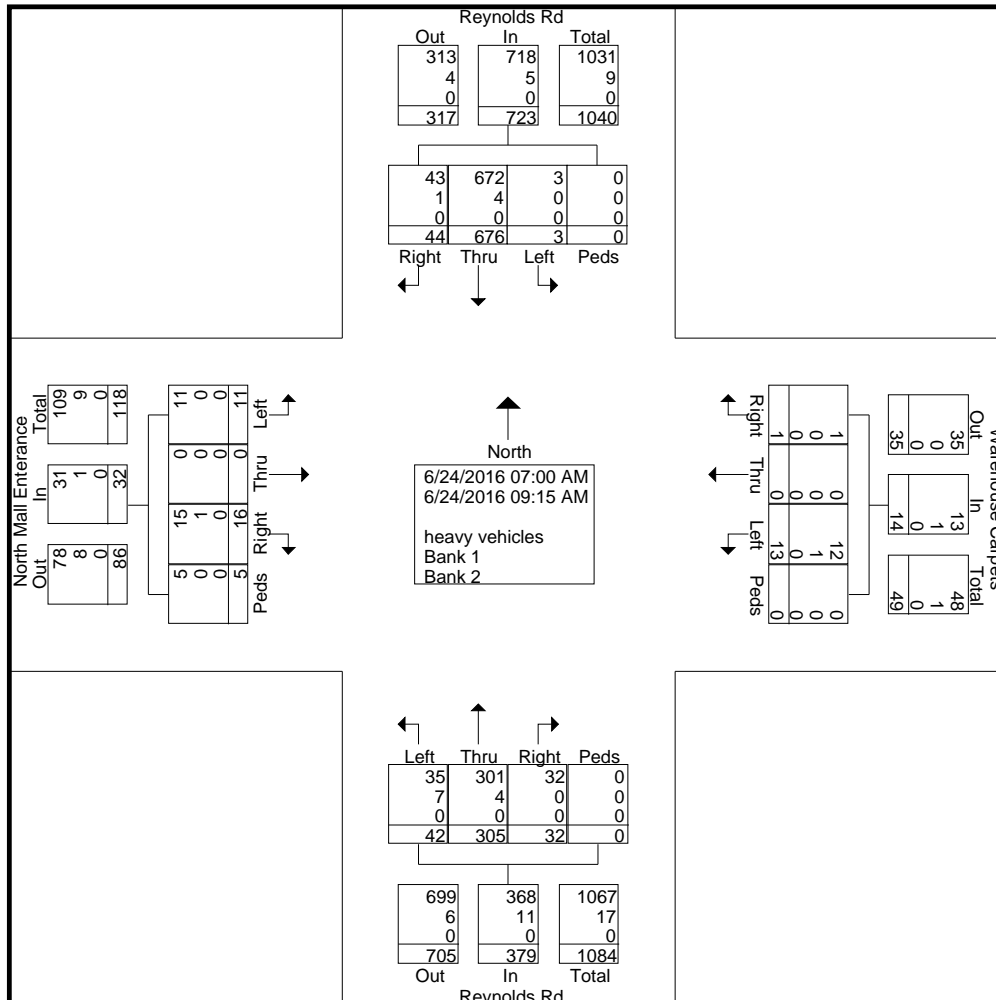 Reynolds Rd
Out In Total
313 718 1031
4 5 9
0 0 0
317 723 1040
43 672 3 0
1 4 0 0
0 0 0 0
44 676 3 0
Right Thru Left Peds
North Mall Enterance
Total
109 9 0 118
In
31 1 0 32
Out
78 8 0 86
11 0 0 11
Left
0 0 0 0
Thru
15 1 0 16
Right
5 0 0 5
Peds
North
6/24/2016 07:00 AM
6/24/2016 09:15 AM
heavy vehicles
Bank 1
Bank 2
Right
1 0 0 1
Thru
0 0 0 0
Left
12 1 0 13
Peds
0 0 0 0
Warehouse Carpets
Out
35 0 0 35
In
13 1 0 14
Total
48 1 0 49
Left Thru Right Peds
35 301 32 0
7 4 0 0
0 0 0 0
42 305 32 0
699 368 1067
6 11 17
0 0 0
705 379 1084
Out In Total
Reynolds Rd